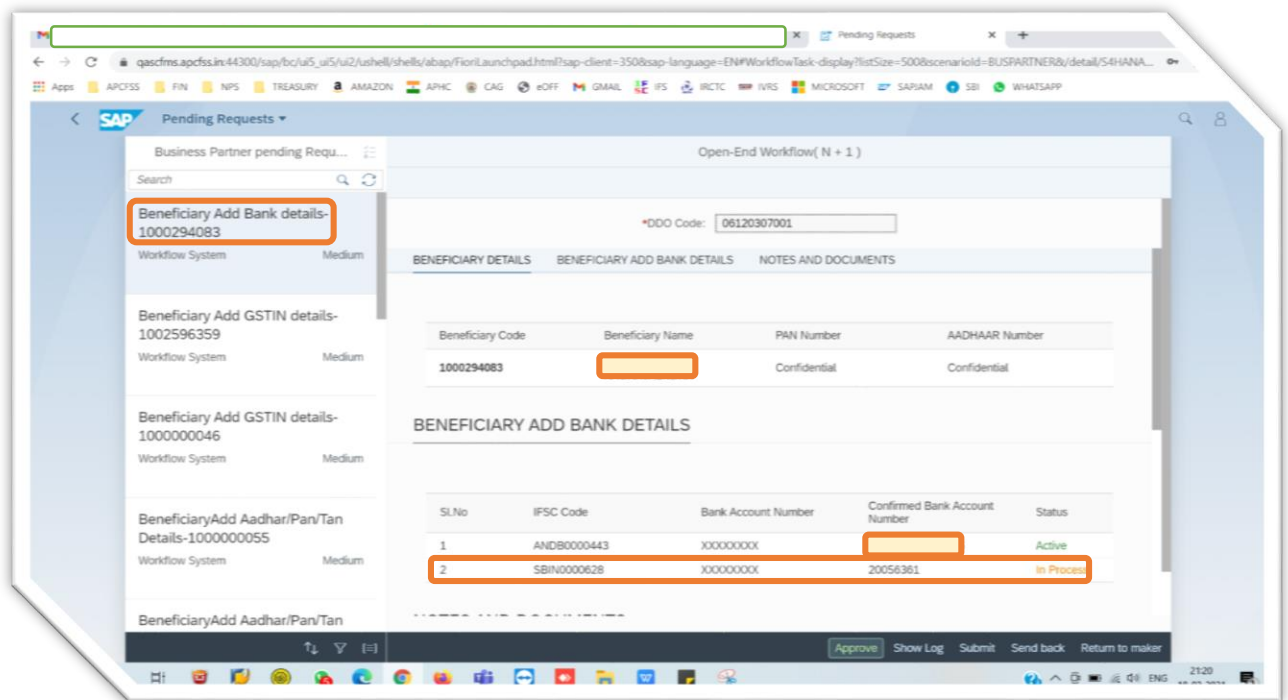 Pending Requests
qascfms.apcfss.in:44300/sap/bc/ui5_ui5/ui2/ushell/shells/abap/FioriLaunchpad.html?sap-client=350&sap-language=EN#WorkflowTask-display?listSize=500&scenarioId=BUSPARTNER&/detail/S4HANA...
Apps APCFSS FIN NPS TREASURY AMAZON APHC CAG eOFF GMAIL IFS IRCTC IVRS MICROSOFT SAPIAM SBI WHATSAPP
SAP Pending Requests
Business Partner pending Requ...
Search
Beneficiary Add Bank details-
1000294083
Workflow System Medium
Beneficiary Add GSTIN details-
1002596359
Workflow System Medium
Beneficiary Add GSTIN details-
1000000046
Workflow System Medium
BeneficiaryAdd Aadhar/Pan/Tan
Details-1000000055
Workflow System Medium
BeneficiaryAdd Aadhar/Pan/Tan
Open-End Workflow( N + 1 )
*DDO Code: 06120307001
BENEFICIARY DETAILS BENEFICIARY ADD BANK DETAILS NOTES AND DOCUMENTS
Beneficiary Code Beneficiary Name PAN Number AADHAAR Number
1000294083 Confidential Confidential
BENEFICIARY ADD BANK DETAILS
Sl.No IFSC Code Bank Account Number Confirmed Bank Account Number Status
1 ANDB0000443 XXXXXXXX Active
2 SBIN0000628 XXXXXXXX 20056361 In Process
Approve Show Log Submit Send back Return to maker
ENG 21:20